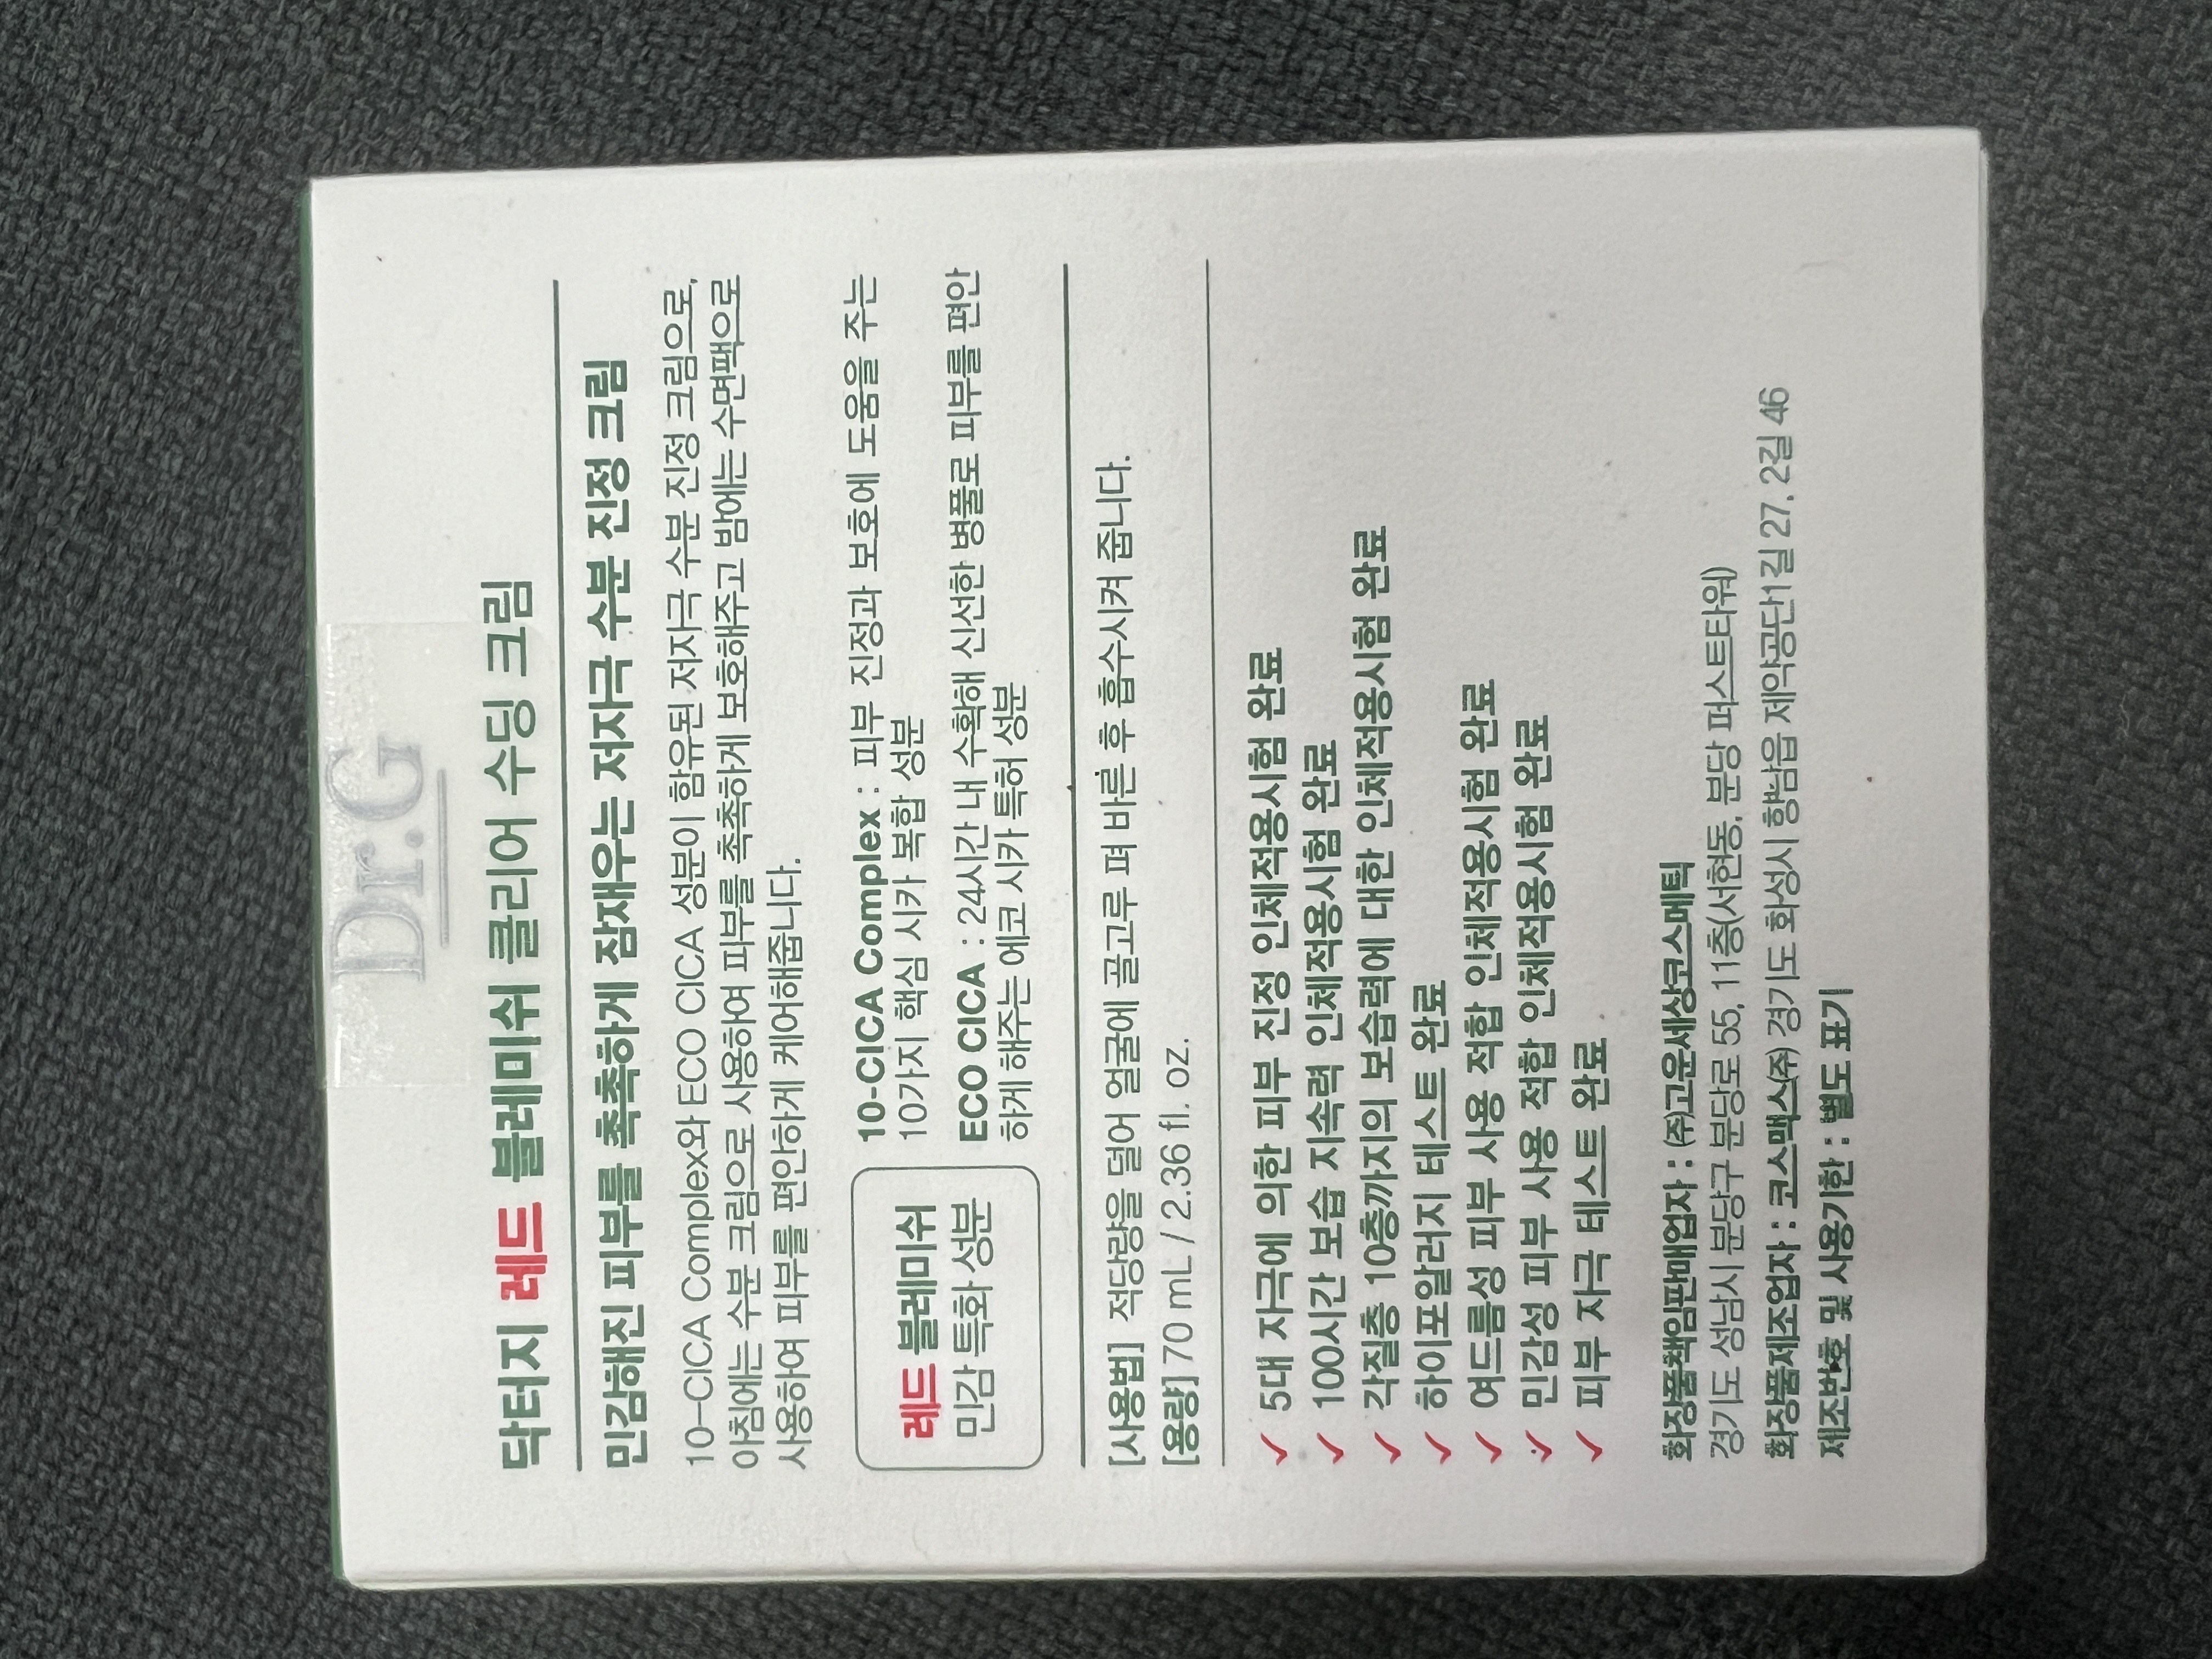 Dr.G
닥터지 레드 블레미쉬 클리어 수딩 크림
민감해진 피부를 촉촉하게 잠재우는 저자극 수분 진정 크림
10-CICA Complex와 ECO CICA 성분이 함유된 저자극 수분 진정 크림으로,
아침에는 수분 크림으로 사용하여 피부를 촉촉하게 보호해주고 밤에는 수면팩으로
사용하여 피부를 편안하게 케어해줍니다.
레드 블레미쉬
민감 특화 성분
10-CICA Complex : 피부 진정과 보호에 도움을 주는
10가지 핵심 시카 복합 성분
ECO CICA : 24시간 내 수확해 신선한 병풀로 피부를 편안
하게 해주는 에코 시카 특허 성분
[사용법] 적당량을 덜어 얼굴에 골고루 펴 바른 후 흡수시켜 줍니다.
[용량] 70 mL / 2.36 fl. oz.
✓ 5대 자극에 의한 피부 진정 인체적용시험 완료
✓ 100시간 보습 지속력 인체적용시험 완료
✓ 각질층 10층까지의 보습력에 대한 인체적용시험 완료
✓ 하이포알러지 테스트 완료
✓ 여드름성 피부 사용 적합 인체적용시험 완료
✓ 민감성 피부 사용 적합 인체적용시험 완료
✓ 피부 자극 테스트 완료
화장품책임판매업자 : (주)고운세상코스메틱
경기도 성남시 분당구 분당로 55, 11층(서현동, 분당 퍼스트타워)
화장품제조업자 : 코스맥스(주) 경기도 화성시 향남읍 제약공단1길 27, 2길 46
제조번호 및 사용기한 : 별도 표기